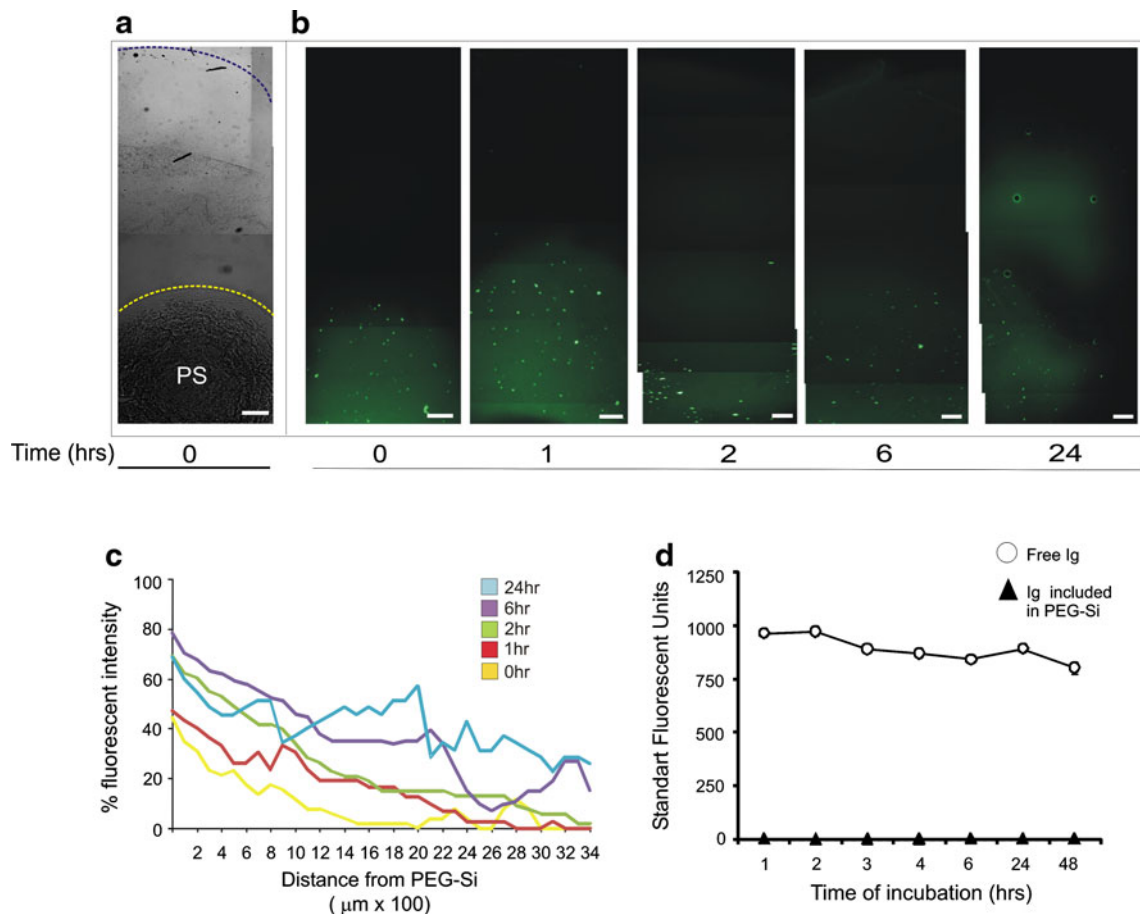 a
b
PS
Time (hrs)
0
0
1
2
6
24
c
% fluorescent intensity
100
80
60
40
20
0
24hr
6hr
2hr
1hr
0hr
2 4 6 8 10 12 14 16 18 20 22 24 26 28 30 32 34
Distance from PEG-Si
( μm x 100)
d
Standart Fluorescent Units
1250
1000
750
500
250
0
Free Ig
Ig included
in PEG-Si
1 2 3 4 6 24 48
Time of incubation (hrs)